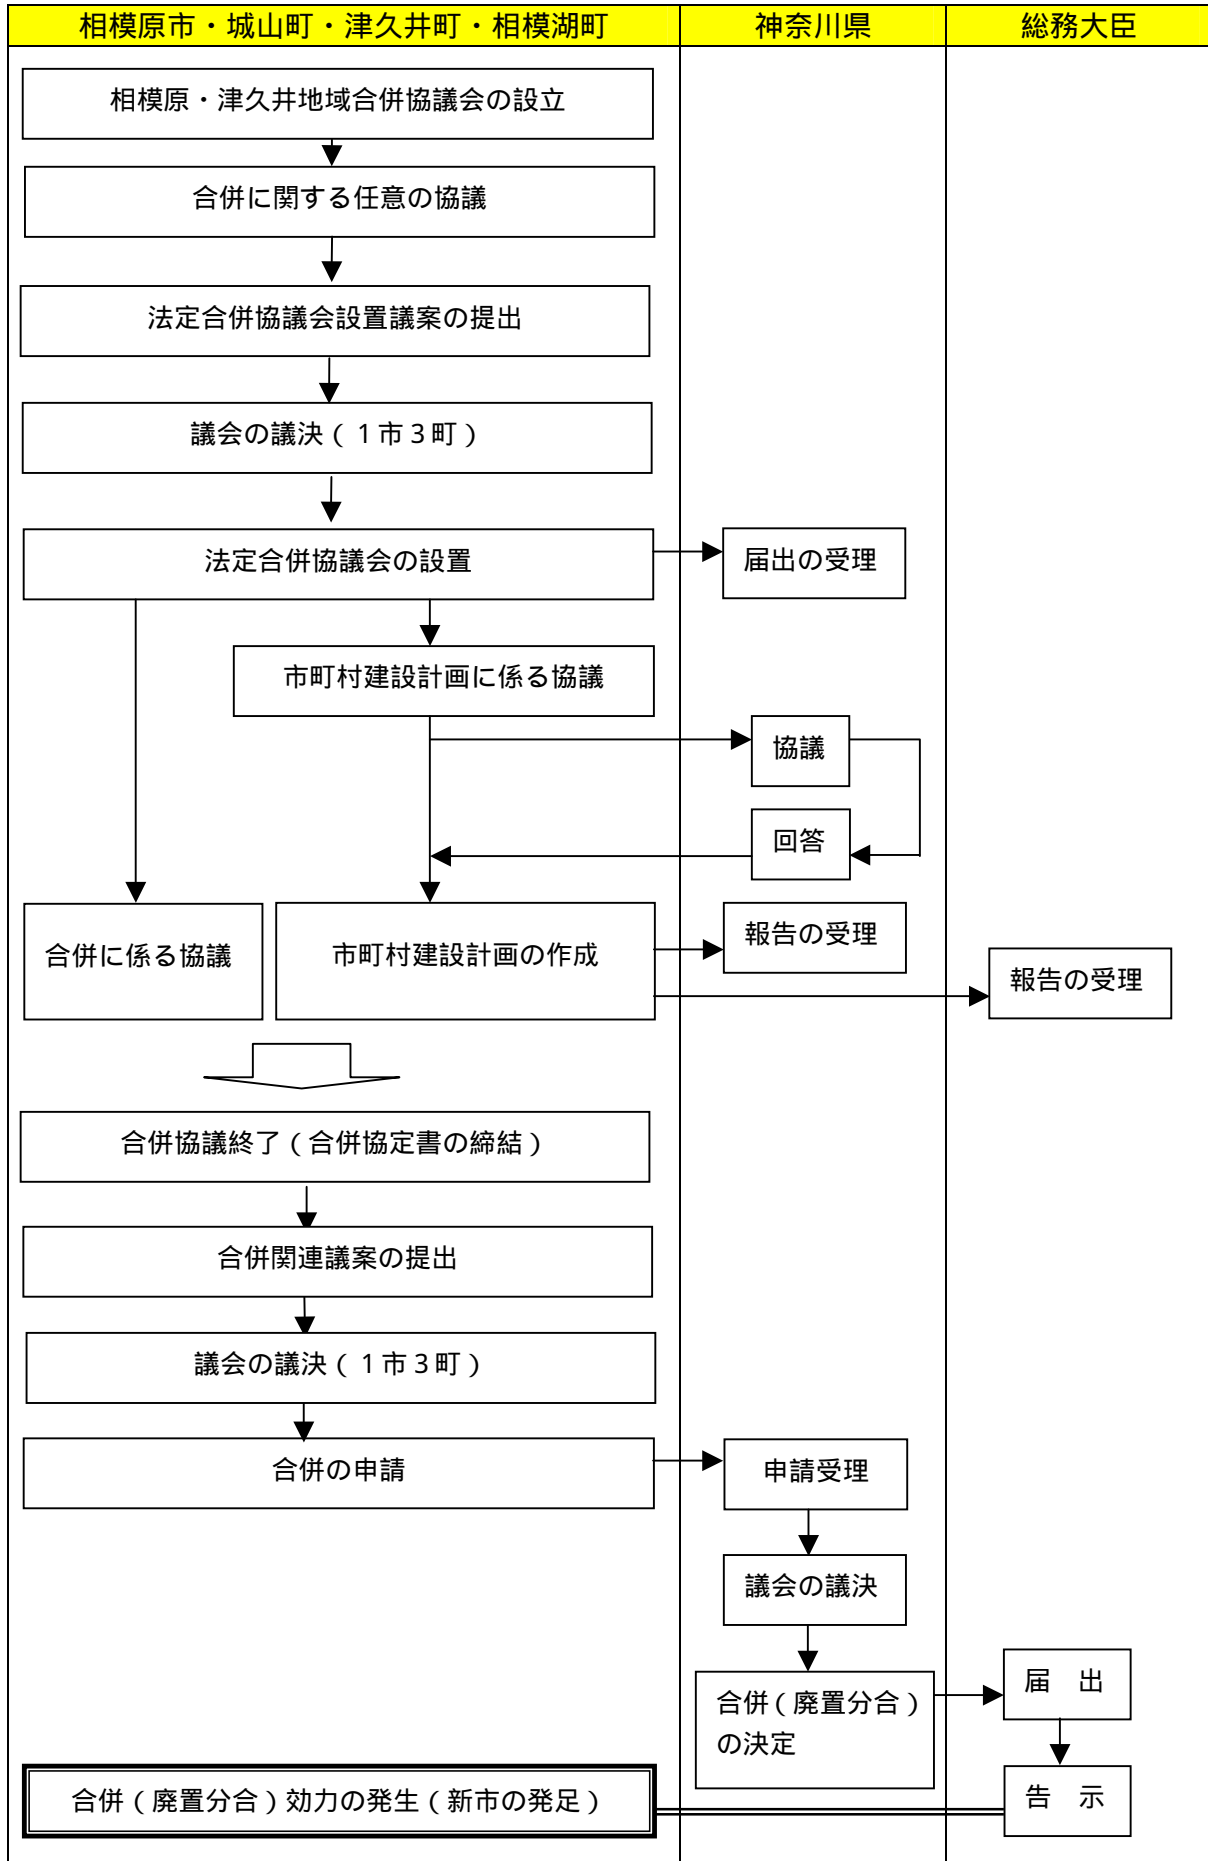 相模原市・城山町・津久井町・相模湖町
神奈川県
総務大臣
相模原・津久井地域合併協議会の設立
合併に関する任意の協議
法定合併協議会設置議案の提出
議会の議決(1市3町)
法定合併協議会の設置
届出の受理
市町村建設計画に係る協議
協議
回答
合併に係る協議
市町村建設計画の作成
報告の受理
報告の受理
合併協議終了(合併協定書の締結)
合併関連議案の提出
議会の議決(1市3町)
合併の申請
申請受理
議会の議決
合併(廃置分合)
の決定
届 出
告 示
合併(廃置分合)効力の発生(新市の発足)